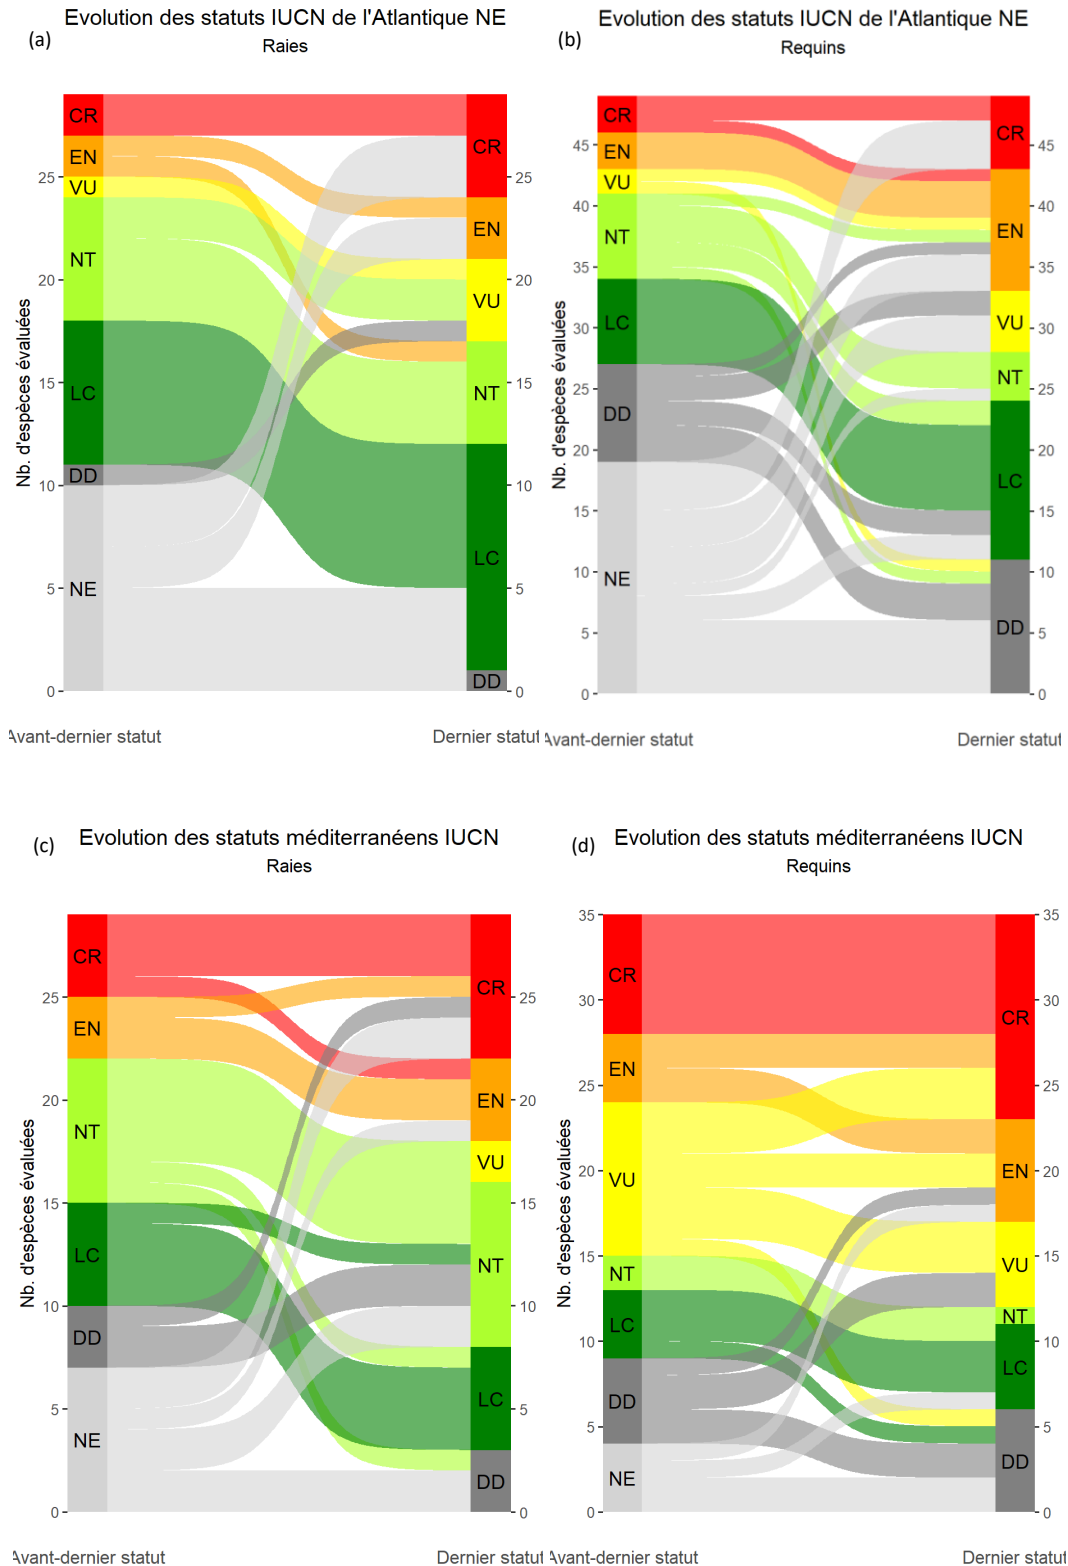 (a)
Evolution des statuts IUCN de l'Atlantique NE
Raies
Nb. d'espèces évaluées
0
5
10
15
20
25
CR
EN
VU
NT
LC
DD
NE
CR
EN
VU
NT
LC
DD
0
5
10
15
20
25
Avant-dernier statut
Dernier statut
(b)
Evolution des statuts IUCN de l'Atlantique NE
Requins
Nb. d'espèces évaluées
0
5
10
15
20
25
30
35
40
45
CR
EN
VU
NT
LC
DD
NE
CR
EN
VU
NT
LC
DD
0
5
10
15
20
25
30
35
40
45
Avant-dernier statut
Dernier statut
(c)
Evolution des statuts méditerranéens IUCN
Raies
Nb. d'espèces évaluées
0
5
10
15
20
25
CR
EN
NT
LC
DD
NE
CR
EN
VU
NT
LC
DD
0
5
10
15
20
25
Avant-dernier statut
Dernier statut
(d)
Evolution des statuts méditerranéens IUCN
Requins
Nb. d'espèces évaluées
0
5
10
15
20
25
30
35
CR
EN
VU
NT
LC
DD
NE
CR
EN
VU
NT
LC
DD
0
5
10
15
20
25
30
35
Avant-dernier statut
Dernier statut